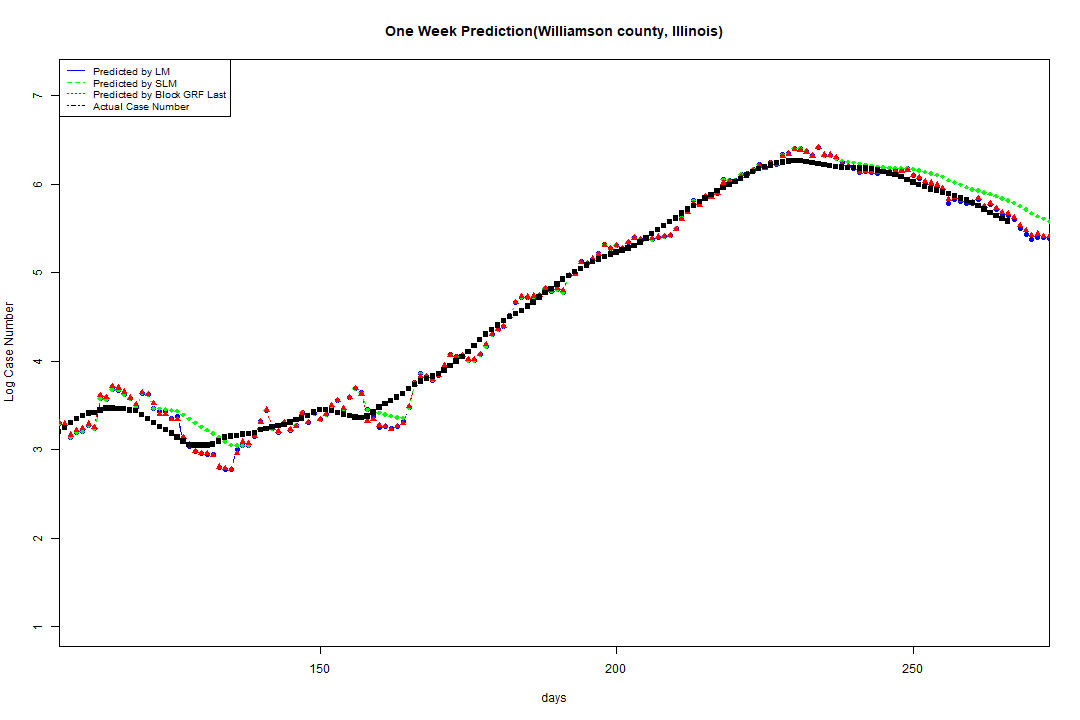 One Week Prediction(Williamson county, Illinois)
Predicted by LM
Predicted by SLM
Predicted by Block GRF Last
Actual Case Number
7
6
5
4
3
2
1
Log Case Number
150 200 250
days